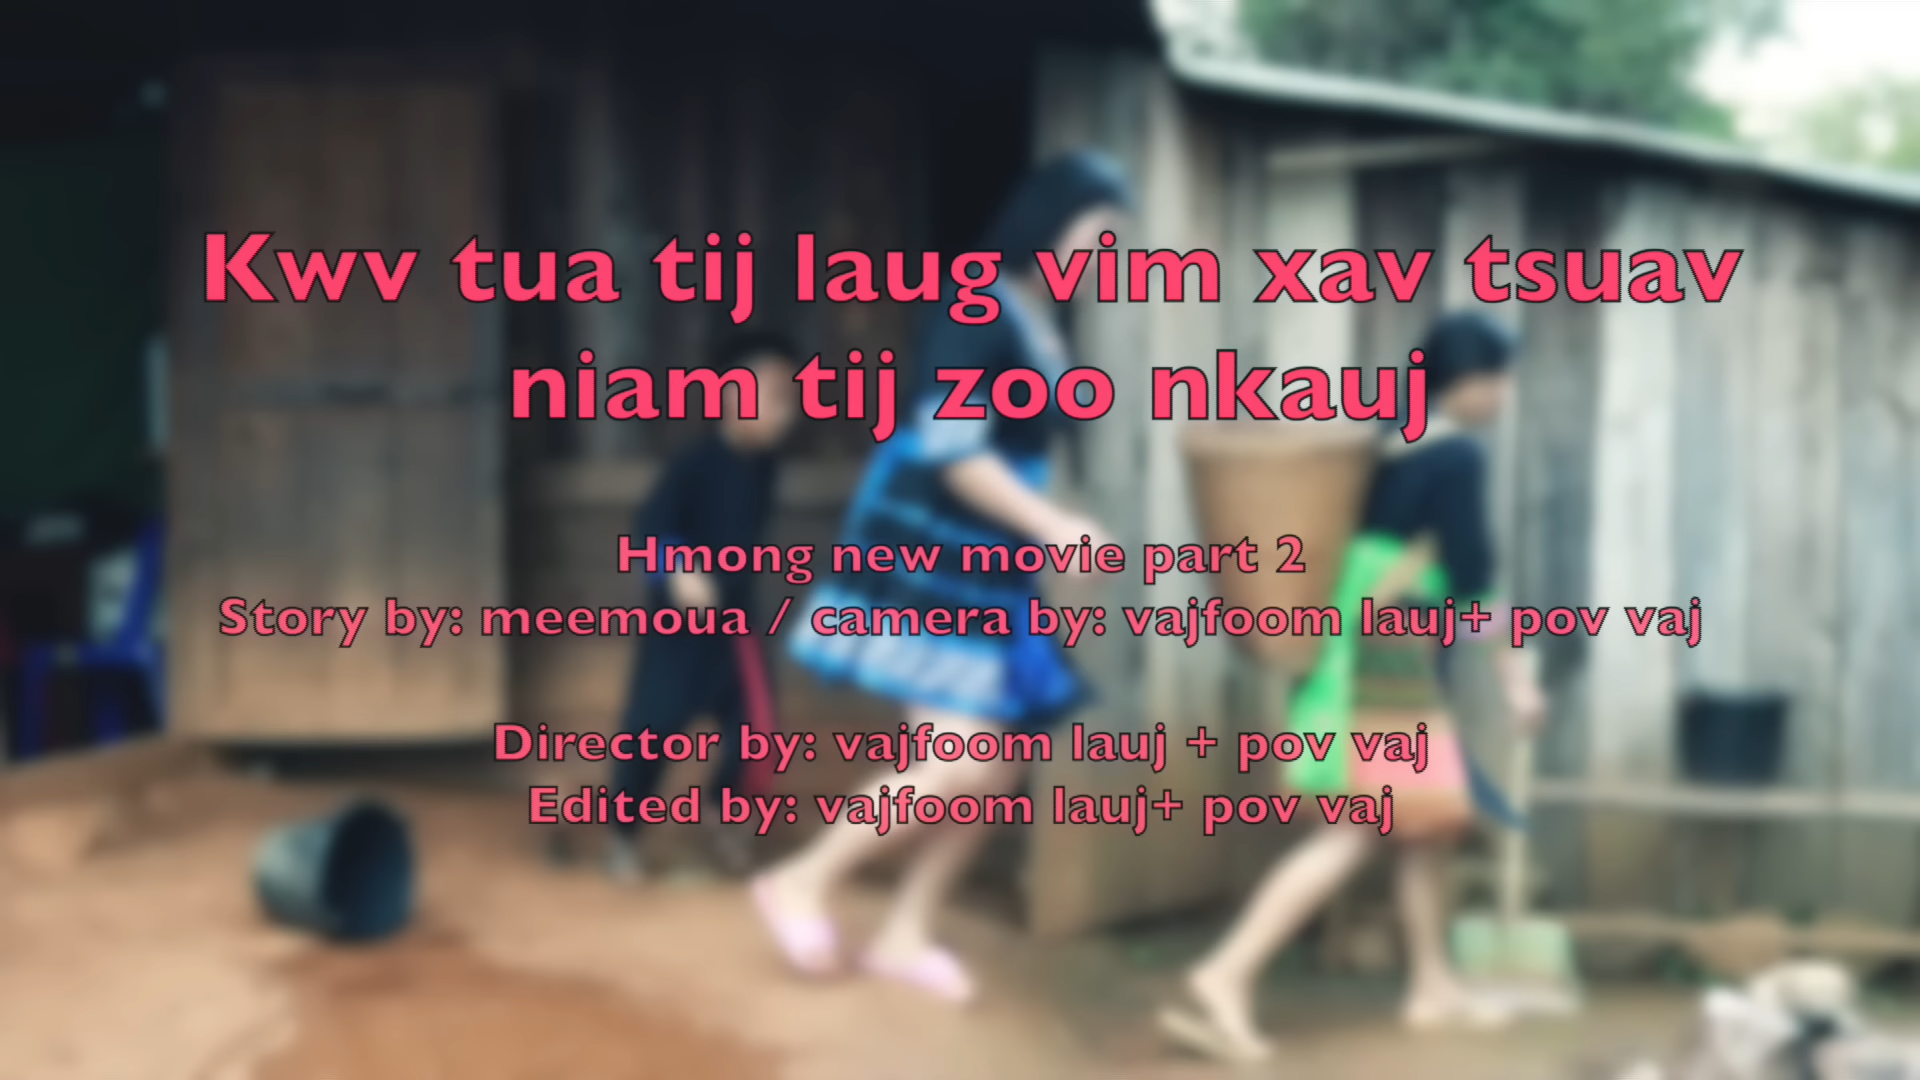 Kwv tua tij laug vim xav tsuav
niam tij zoo nkauj
Hmong new movie part 2
Story by: meemoua / camera by: vajfoom lauj+ pov vaj
Director by: vajfoom lauj + pov vaj
Edited by: vajfoom lauj+ pov vaj